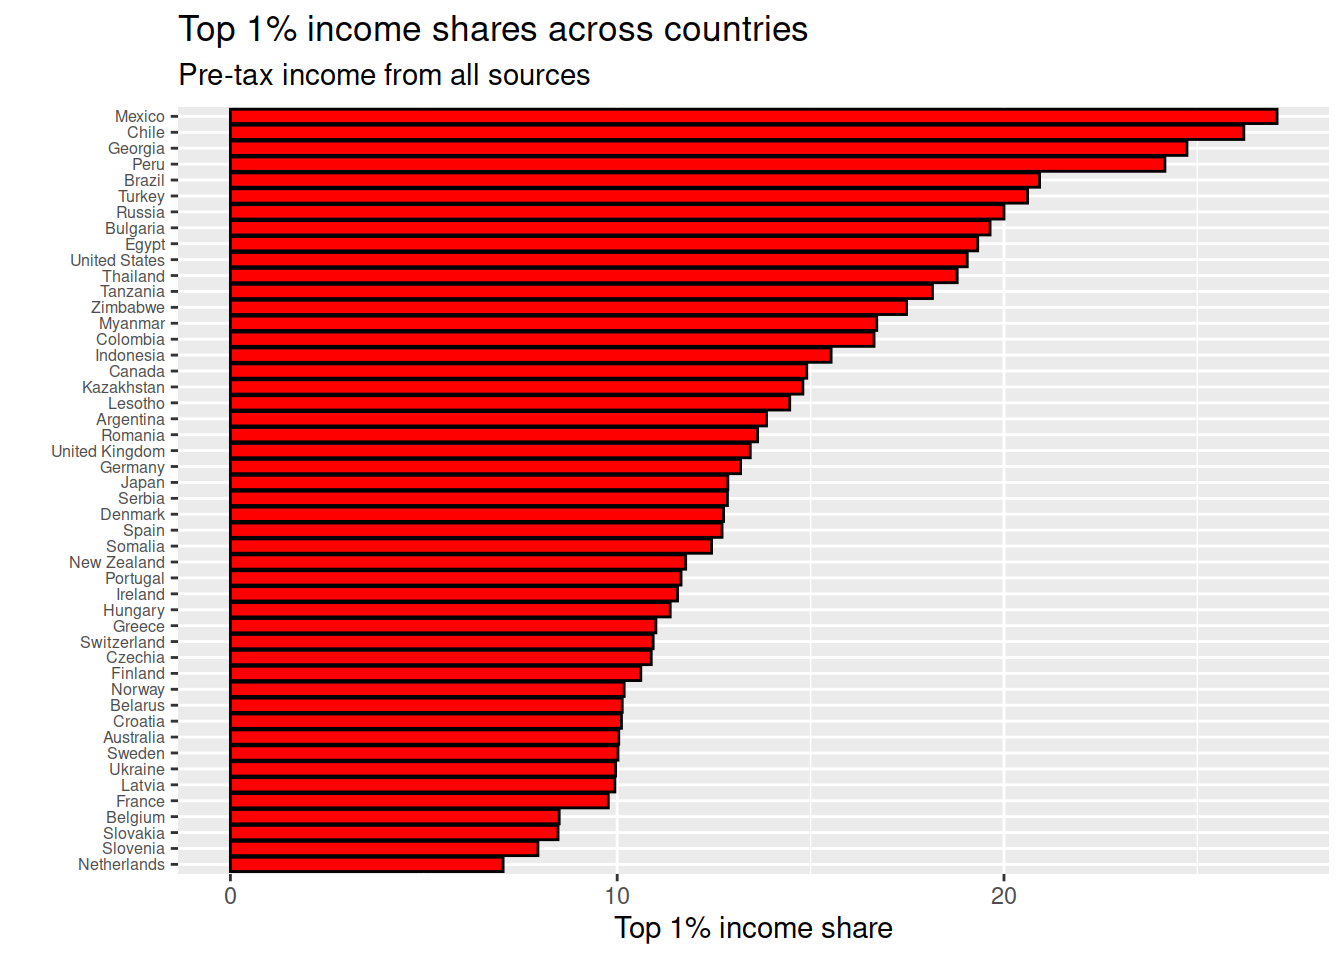 Top 1% income shares across countries
Pre-tax income from all sources
Mexico
Chile
Georgia
Peru
Brazil
Turkey
Russia
Bulgaria
Egypt
United States
Thailand
Tanzania
Zimbabwe
Myanmar
Colombia
Indonesia
Canada
Kazakhstan
Lesotho
Argentina
Romania
United Kingdom
Germany
Japan
Serbia
Denmark
Spain
Somalia
New Zealand
Portugal
Ireland
Hungary
Greece
Switzerland
Czechia
Finland
Norway
Belarus
Croatia
Australia
Sweden
Ukraine
Latvia
France
Belgium
Slovakia
Slovenia
Netherlands
0 10 20
Top 1% income share